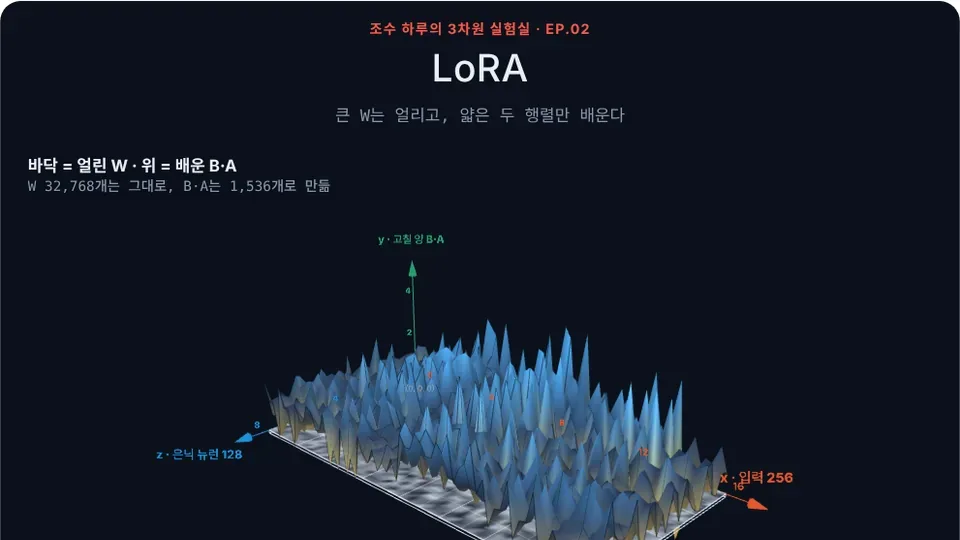 조수 하루의 3차원 실험실 · EP.02
LoRA
큰 W는 얼리고, 얇은 두 행렬만 배운다
바닥 = 얼린 W · 위 = 배운 B·A
W 32,768개는 그대로, B·A는 1,536개로 만듦
y · 고칠 양 B·A
4
2
8
z · 은닉 뉴런 128
8
12
x · 입력 256
16